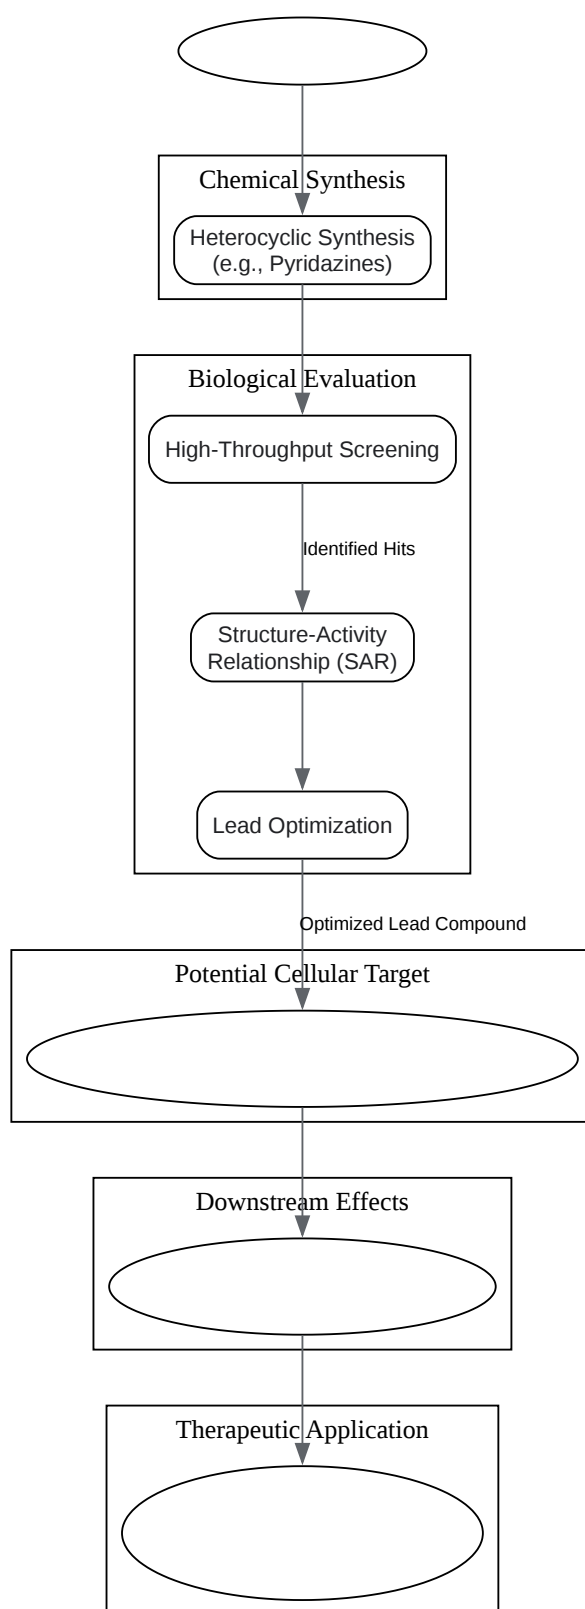 Chemical Synthesis
Heterocyclic Synthesis
(e.g., Pyridazines)
Biological Evaluation
High-Throughput Screening
Identified Hits
Structure-Activity
Relationship (SAR)
Lead Optimization
Optimized Lead Compound
Potential Cellular Target
Downstream Effects
Therapeutic Application